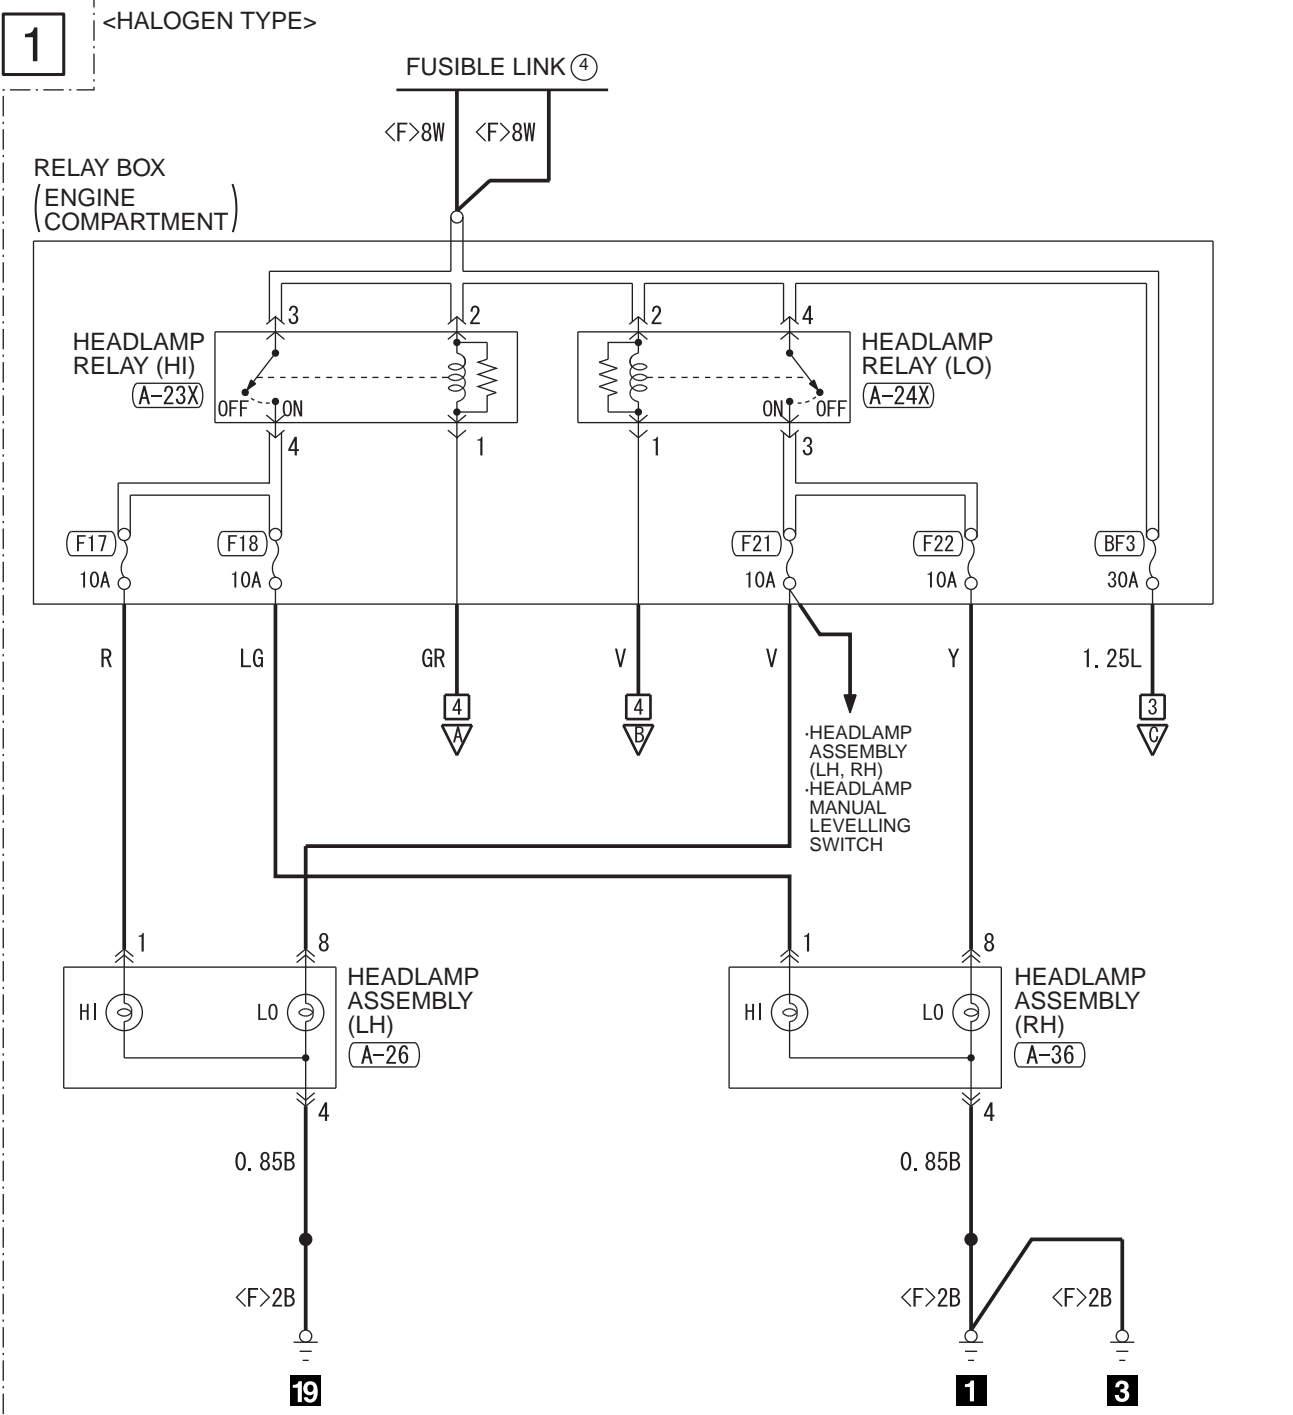 1
<HALOGEN TYPE>
FUSIBLE LINK 4
<F>8W <F>8W
RELAY BOX
(ENGINE
COMPARTMENT)
3 2 2 4
HEADLAMP
RELAY (HI)
A-23X
OFF ON
HEADLAMP
RELAY (LO)
A-24X
ON OFF
4 1 1 3
F17 F18 F21 F22 BF3
10A 10A 10A 10A 30A
R LG GR V V Y 1.25L
4 4 3
A B C
·HEADLAMP
ASSEMBLY
(LH, RH)
·HEADLAMP
MANUAL
LEVELLING
SWITCH
1 8 1 8
HI LO
HEADLAMP
ASSEMBLY
(LH)
A-26
HI LO
HEADLAMP
ASSEMBLY
(RH)
A-36
4 4
0.85B 0.85B
<F>2B <F>2B <F>2B
19 1 3